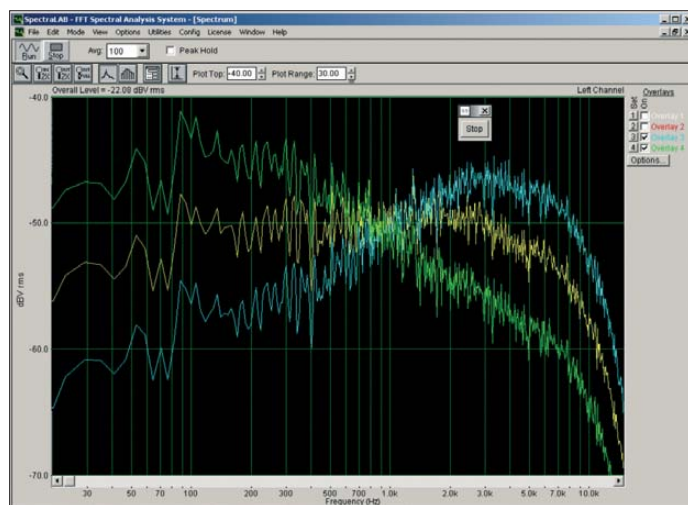 SpectraLAB - FFT Spectral Analysis System - [Spectrum]
File Edit Mode View Options Utilities Config License Window Help
Run Stop Avg: 100 Peak Hold
Plot Top: -40.00 Plot Range: 30.00
Overall Level = -22.08 dBV rms Left Channel
Overlays
Set On
1 Overlay 1
2 Overlay 2
3 Overlay 3
4 Overlay 4
Options...
Stop
-40.0
-50.0
-60.0
-70.0
dBV rms
30 40 50 100 200 300 500 700 1.0k 2.0k 3.0k 5.0k 7.0k 10.0k
Frequency (Hz)